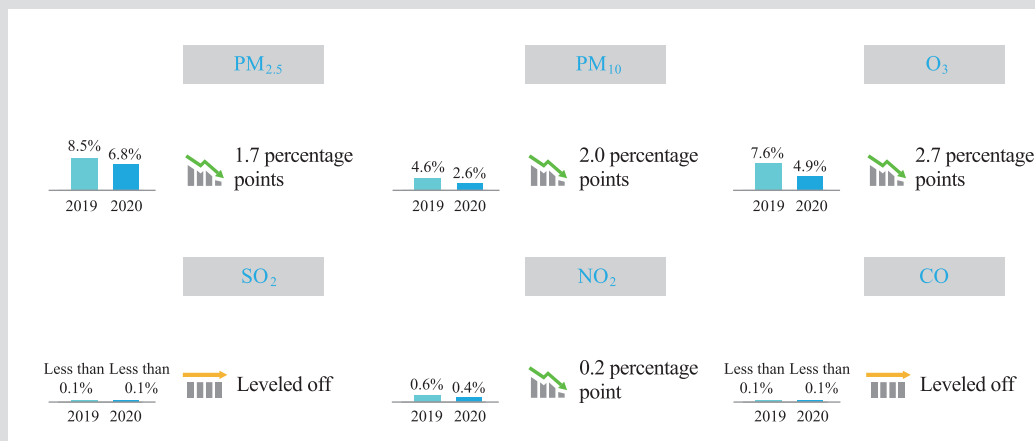 PM₂.₅
8.5% 6.8%
1.7 percentage
points
2019 2020
PM₁₀
4.6% 2.6%
2.0 percentage
points
2019 2020
O₃
7.6% 4.9%
2.7 percentage
points
2019 2020
SO₂
Less than Less than
0.1% 0.1%
Leveled off
2019 2020
NO₂
0.6% 0.4%
0.2 percentage
point
2019 2020
CO
Less than Less than
0.1% 0.1%
Leveled off
2019 2020